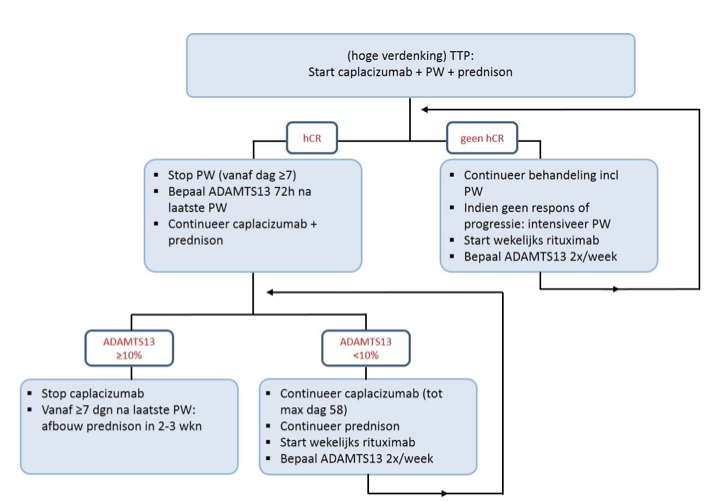 (hoge verdenking) TTP:
Start caplacizumab + PW + prednison
hCR
geen hCR
▪ Stop PW (vanaf dag ≥7)
▪ Bepaal ADAMTS13 72h na
laatste PW
▪ Continueer caplacizumab +
prednison
▪ Continueer behandeling incl
PW
▪ Indien geen respons of
progressie: intensiveer PW
▪ Start wekelijks rituximab
▪ Bepaal ADAMTS13 2x/week
ADAMTS13
≥10%
ADAMTS13
<10%
▪ Stop caplacizumab
▪ Vanaf ≥7 dgn na laatste PW:
afbouw prednison in 2-3 wkn
▪ Continueer caplacizumab (tot
max dag 58)
▪ Continueer prednison
▪ Start wekelijks rituximab
▪ Bepaal ADAMTS13 2x/week